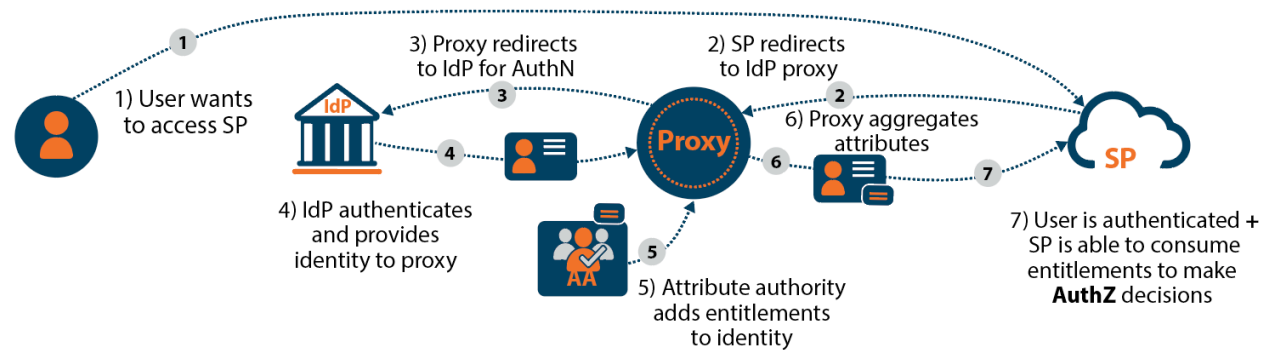 1
1) User wants
to access SP
IdP
3) Proxy redirects
to IdP for AuthN
3
4
4) IdP authenticates
and provides
identity to proxy
Proxy
2) SP redirects
to IdP proxy
2
6) Proxy aggregates
attributes
6
7
AA
5
5) Attribute authority
adds entitlements
to identity
SP
7) User is authenticated +
SP is able to consume
entitlements to make
AuthZ decisions